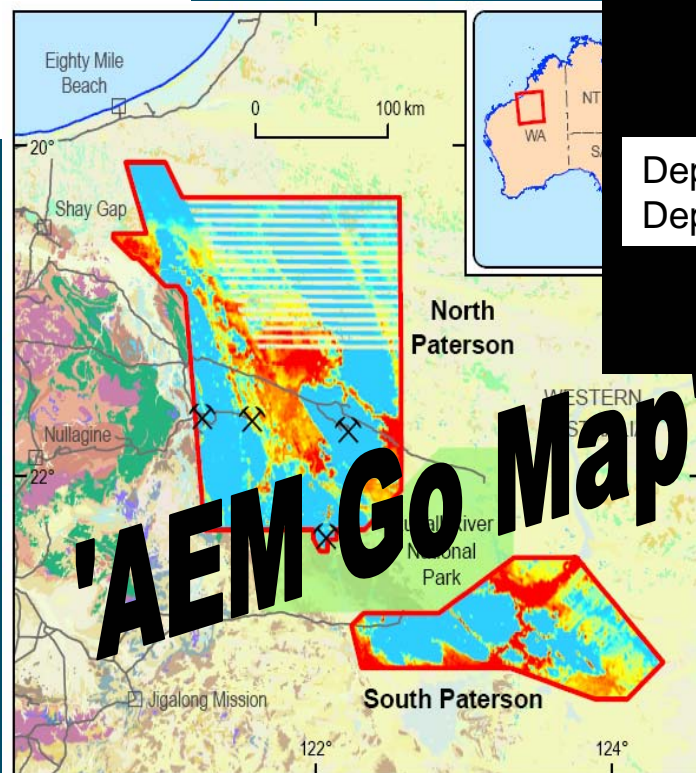 Eighty Mile
Beach
0 100 km
NT
WA
20°
Dep
Dep
Shay Gap
North
Paterson
WESTERN
Nullagine
22°
'AEM Go Map
River
National
Park
South Paterson
Jigalong Mission
122°
124°